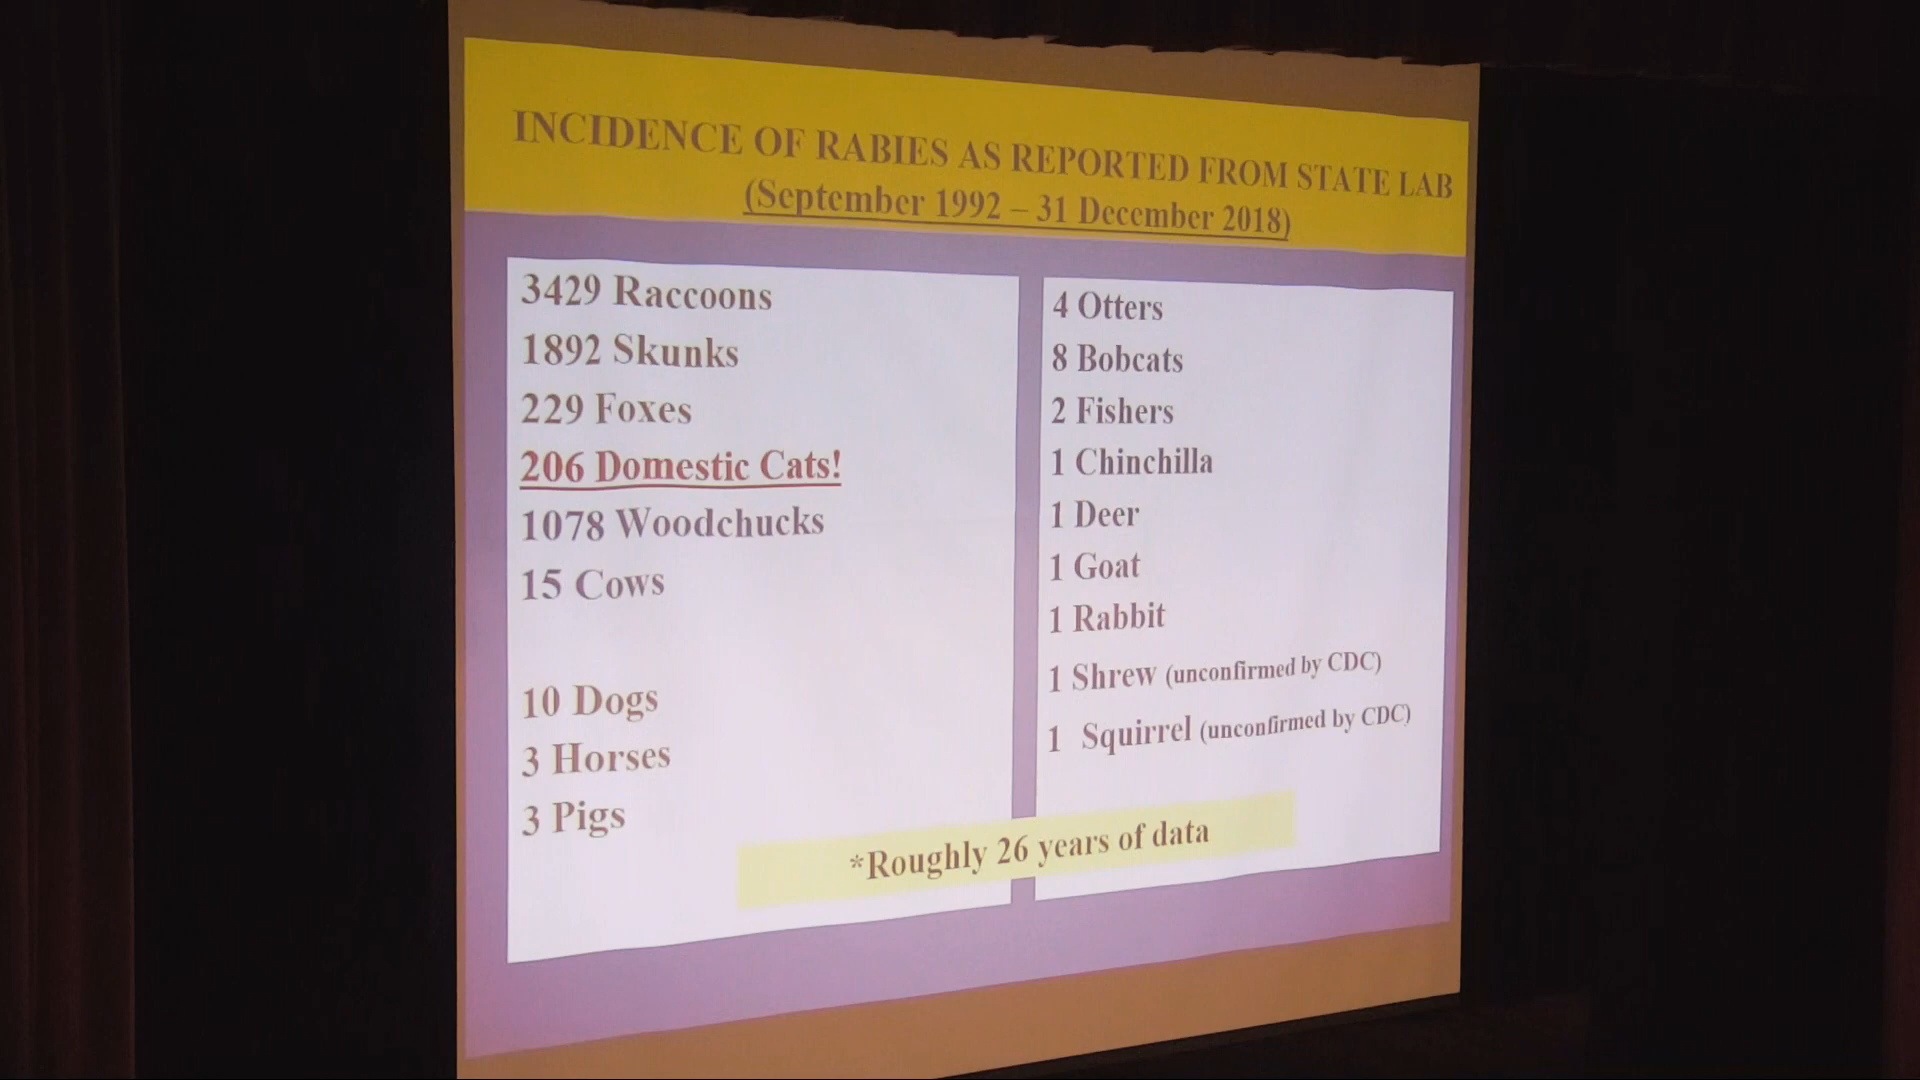 INCIDENCE OF RABIES AS REPORTED FROM STATE LAB
(September 1992 – 31 December 2018)
3429 Raccoons
1892 Skunks
229 Foxes
206 Domestic Cats!
1078 Woodchucks
15 Cows
10 Dogs
3 Horses
3 Pigs
4 Otters
8 Bobcats
2 Fishers
1 Chinchilla
1 Deer
1 Goat
1 Rabbit
1 Shrew (unconfirmed by CDC)
1 Squirrel (unconfirmed by CDC)
*Roughly 26 years of data